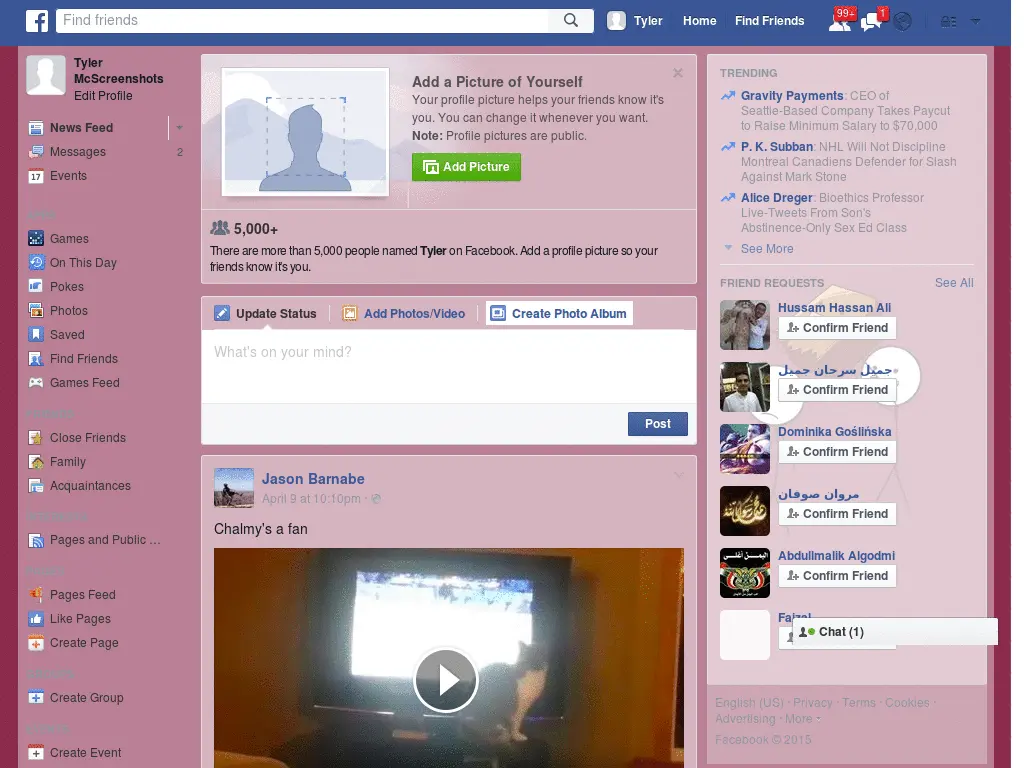 Find friends
Tyler
Home
Find Friends
99+
1
Tyler
McScreenshots
Edit Profile
News Feed
Messages
2
17
Events
Games
On This Day
Pokes
Photos
Saved
Find Friends
Games Feed
Close Friends
Family
Acquaintances
Pages and Public ...
Pages Feed
Like Pages
Create Page
Create Group
Create Event
Add a Picture of Yourself
Your profile picture helps your friends know it's
you. You can change it whenever you want.
Note: Profile pictures are public.
Add Picture
5,000+
There are more than 5,000 people named Tyler on Facebook. Add a profile picture so your
friends know it's you.
Update Status
Add Photos/Video
Create Photo Album
What's on your mind?
Post
Jason Barnabe
April 9 at 10:10pm ·
Chalmy's a fan
TRENDING
Gravity Payments: CEO of
Seattle-Based Company Takes Paycut
to Raise Minimum Salary to $70,000
P. K. Subban: NHL Will Not Discipline
Montreal Canadiens Defender for Slash
Against Mark Stone
Alice Dreger: Bioethics Professor
Live-Tweets From Son's
Abstinence-Only Sex Ed Class
See More
FRIEND REQUESTS
See All
Hussam Hassan Ali
Confirm Friend
جميل سرحان جميل
Confirm Friend
Dominika Goślińska
Confirm Friend
مروان صوفان
Confirm Friend
Abdullmalik Algodmi
Confirm Friend
Faizal
Chat (1)
English (US) · Privacy · Terms · Cookies ·
Advertising · More
Facebook © 2015